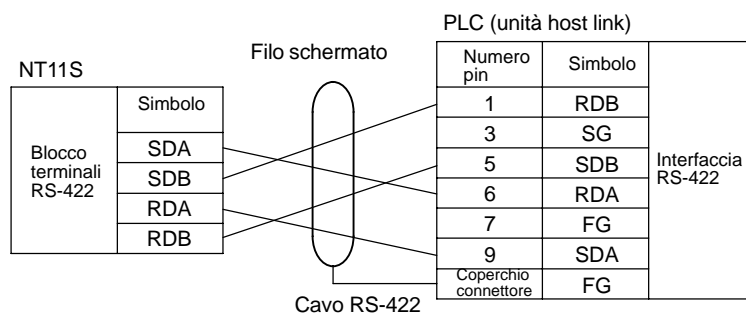 PLC (unità host link)
Filo schermato
NT11S
Numero
pin
Simbolo
Simbolo
1 RDB
3 SG
SDA
5 SDB
Blocco
terminali
RS-422
SDB
6 RDA
Interfaccia
RS-422
RDA
7 FG
RDB
9 SDA
Coperchio
connettore
FG
Cavo RS-422